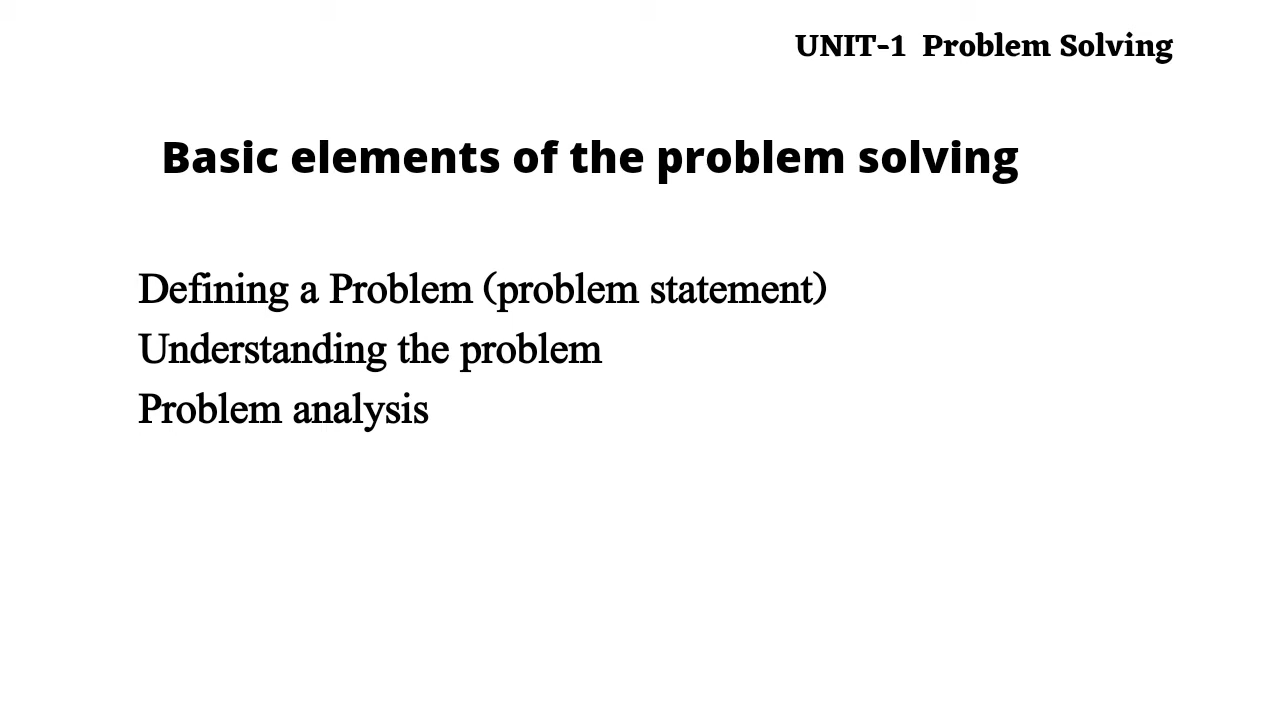 UNIT-1 Problem Solving
Basic elements of the problem solving
Defining a Problem (problem statement)
Understanding the problem
Problem analysis